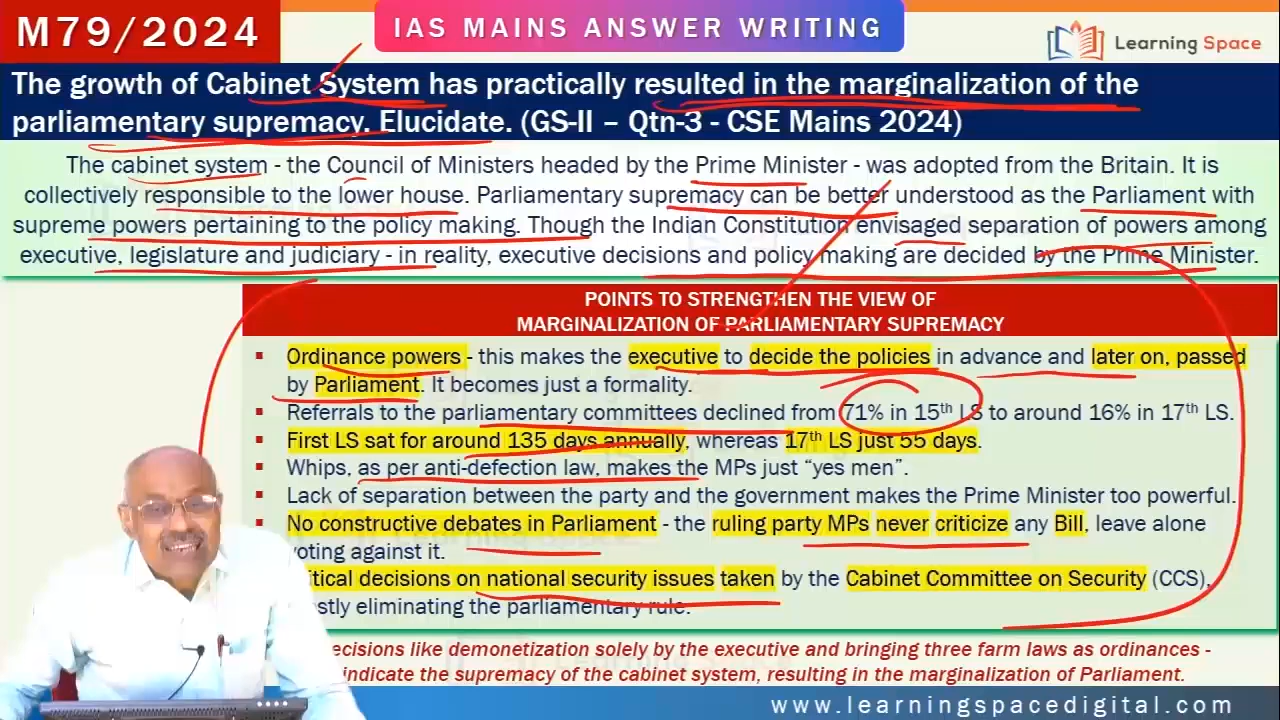 M79/2024
IAS MAINS ANSWER WRITING
Learning Space
The growth of Cabinet System has practically resulted in the marginalization of the
parliamentary supremacy. Elucidate. (GS-II – Qtn-3 - CSE Mains 2024)
The cabinet system - the Council of Ministers headed by the Prime Minister - was adopted from the Britain. It is
collectively responsible to the lower house. Parliamentary supremacy can be better understood as the Parliament with
supreme powers pertaining to the policy making. Though the Indian Constitution envisaged separation of powers among
executive, legislature and judiciary - in reality, executive decisions and policy making are decided by the Prime Minister.
POINTS TO STRENGTHEN THE VIEW OF
MARGINALIZATION OF PARLIAMENTARY SUPREMACY
▪ Ordinance powers - this makes the executive to decide the policies in advance and later on, passed
by Parliament. It becomes just a formality.
▪ Referrals to the parliamentary committees declined from 71% in 15th LS to around 16% in 17th LS.
▪ First LS sat for around 135 days annually, whereas 17th LS just 55 days.
▪ Whips, as per anti-defection law, makes the MPs just “yes men”.
▪ Lack of separation between the party and the government makes the Prime Minister too powerful.
▪ No constructive debates in Parliament - the ruling party MPs never criticize any Bill, leave alone
voting against it.
itical decisions on national security issues taken by the Cabinet Committee on Security (CCS),
stly eliminating the parliamentary rule.
ecisions like demonetization solely by the executive and bringing three farm laws as ordinances -
indicate the supremacy of the cabinet system, resulting in the marginalization of Parliament.
www.learningspacedigital.com